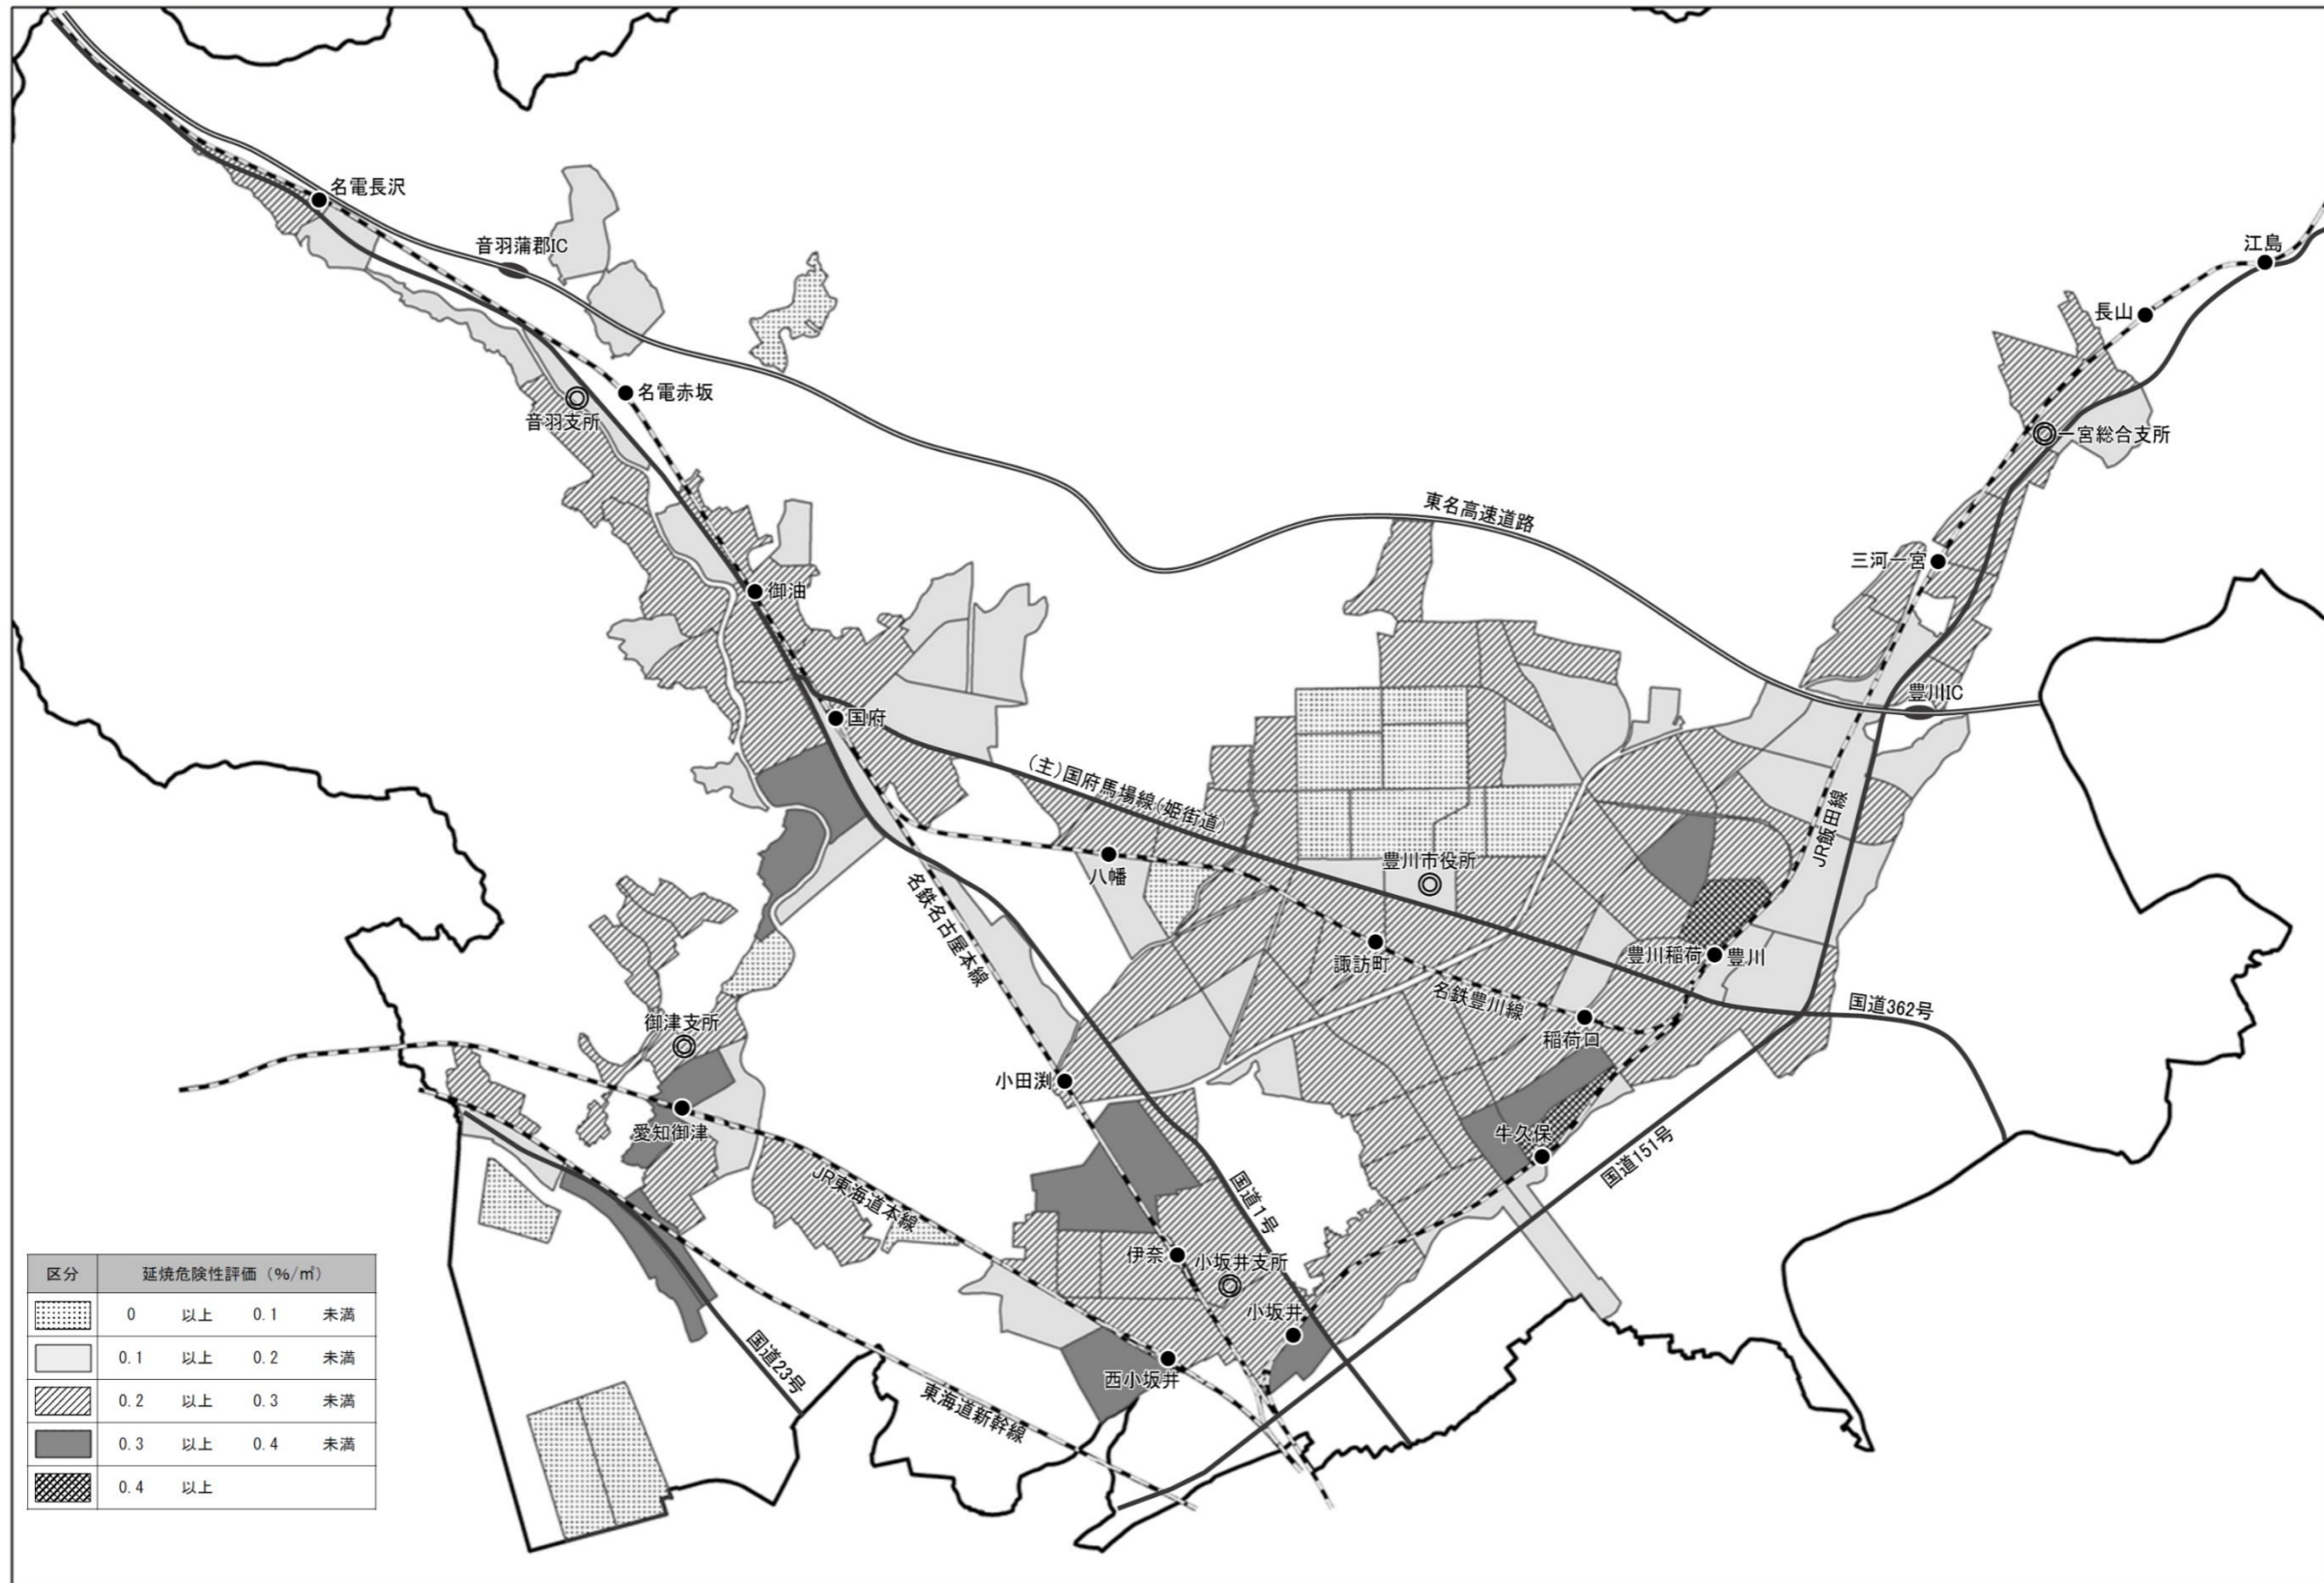 名電長沢
音羽蒲郡IC
江島
長山
名電赤坂
音羽支所
一宮総合支所
東名高速道路
三河一宮
御油
豊川IC
国府
(主)国府馬場線(姫街道)
JR飯田線
八幡
豊川市役所
名鉄名古屋本線
諏訪町
豊川稲荷
豊川
名鉄豊川線
国道362号
御津支所
稲荷口
小田渕
愛知御津
牛久保
国道151号
JR東海道本線
国道1号
伊奈
小坂井支所
小坂井
国道23号
西小坂井
東海道新幹線
区分 延焼危険性評価（%/㎡）
0 以上 0.1 未満
0.1 以上 0.2 未満
0.2 以上 0.3 未満
0.3 以上 0.4 未満
0.4 以上